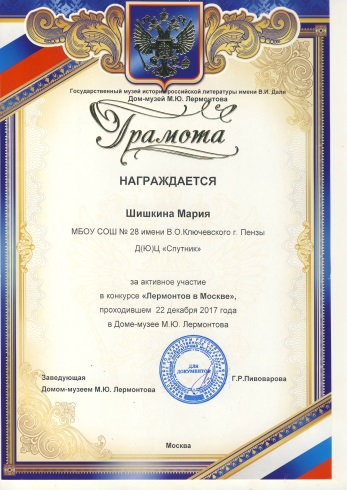 Государственный музей истории российской литературы имени В.И. Даля
Дом-музей М.Ю. Лермонтова
Грамота
НАГРАЖДАЕТСЯ
Шишкина Мария
МБОУ СОШ № 28 имени В.О.Ключевского г. Пензы
Д(Ю)Ц «Спутник»
за активное участие
в конкурсе «Лермонтов в Москве»,
проходившем 22 декабря 2017 года
в Доме-музее М.Ю. Лермонтова
ДЛЯ
ДОКУМЕНТОВ
Заведующая
Домом-музеем М.Ю. Лермонтова
Г.Р.Пивоварова
Москва